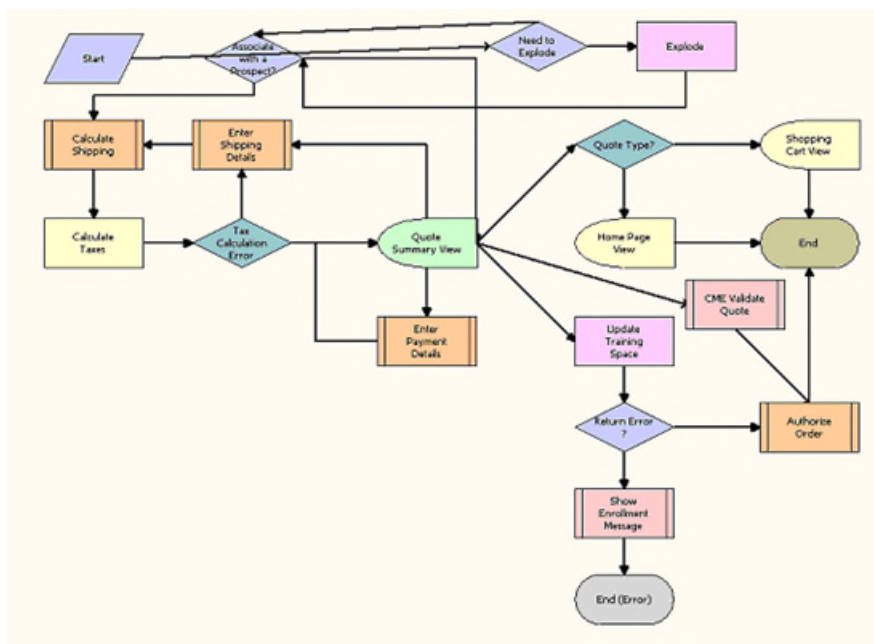 Start
Associate
with a
Prospect?
Need to
Explode
Explode
Calculate
Shipping
Enter
Shipping
Details
Quote Type?
Shopping
Cart View
Calculate
Taxes
Tax
Calculation
Error
Quote
Summary View
Home Page
View
End
CME Validate
Quote
Enter
Payment
Details
Update
Training
Space
Return Error
?
Authorize
Order
Show
Enrollment
Message
End (Error)